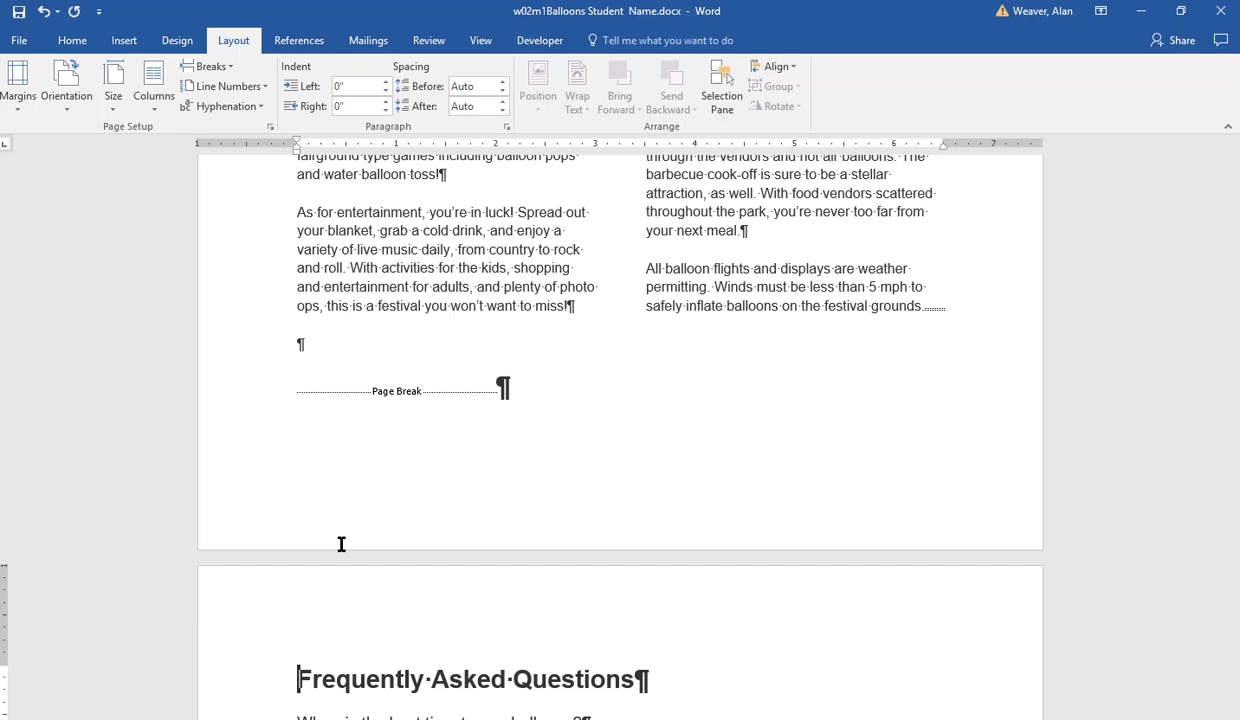 w02m1Balloons Student Name.docx - Word
Weaver, Alan
File Home Insert Design Layout References Mailings Review View Developer Tell me what you want to do Share
Margins
Orientation
Size
Columns
Breaks
Line Numbers
Hyphenation
Page Setup
Indent
Left: 0"
Right: 0"
Spacing
Before: Auto
After: Auto
Paragraph
Position
Wrap Text
Bring Forward
Send Backward
Selection Pane
Align
Group
Rotate
Arrange
1 1 2 3 4 5 6 7
fairground·type·games·including·balloon·pops·
and·water·balloon·toss!¶
As·for·entertainment,·you’re·in·luck!·Spread·out·
your·blanket,·grab·a·cold·drink,·and·enjoy·a·
variety·of·live·music·daily,·from·country·to·rock·
and·roll.·With·activities·for·the·kids,·shopping·
and·entertainment·for·adults,·and·plenty·of·photo·
ops,·this·is·a·festival·you·won’t·want·to·miss!¶
¶
Page Break¶
through·the·vendors·and·not·all·balloons.·The·
barbecue·cook-off·is·sure·to·be·a·stellar·
attraction,·as·well.·With·food·vendors·scattered·
throughout·the·park,·you’re·never·too·far·from·
your·next·meal.¶
All·balloon·flights·and·displays·are·weather·
permitting.·Winds·must·be·less·than·5·mph·to·
safely·inflate·balloons·on·the·festival·grounds.
1
Frequently·Asked·Questions¶